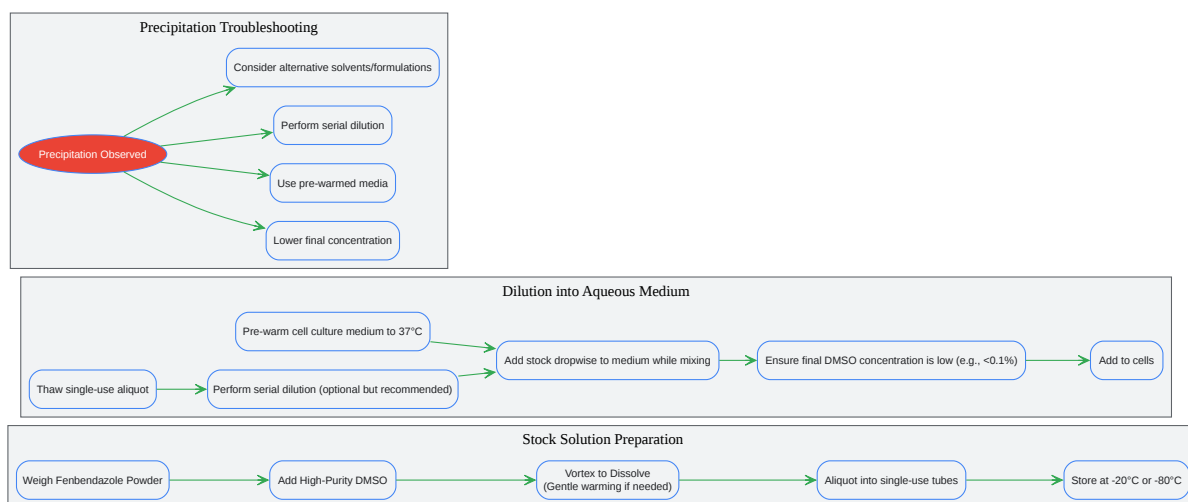 Precipitation Troubleshooting
Consider alternative solvents/formulations
Perform serial dilution
Precipitation Observed
Use pre-warmed media
Lower final concentration
Dilution into Aqueous Medium
Pre-warm cell culture medium to 37°C
Add stock dropwise to medium while mixing
Ensure final DMSO concentration is low (e.g., <0.1%)
Add to cells
Thaw single-use aliquot
Perform serial dilution (optional but recommended)
Stock Solution Preparation
Weigh Fenbendazole Powder
Add High-Purity DMSO
Vortex to Dissolve
(Gentle warming if needed)
Aliquot into single-use tubes
Store at -20°C or -80°C